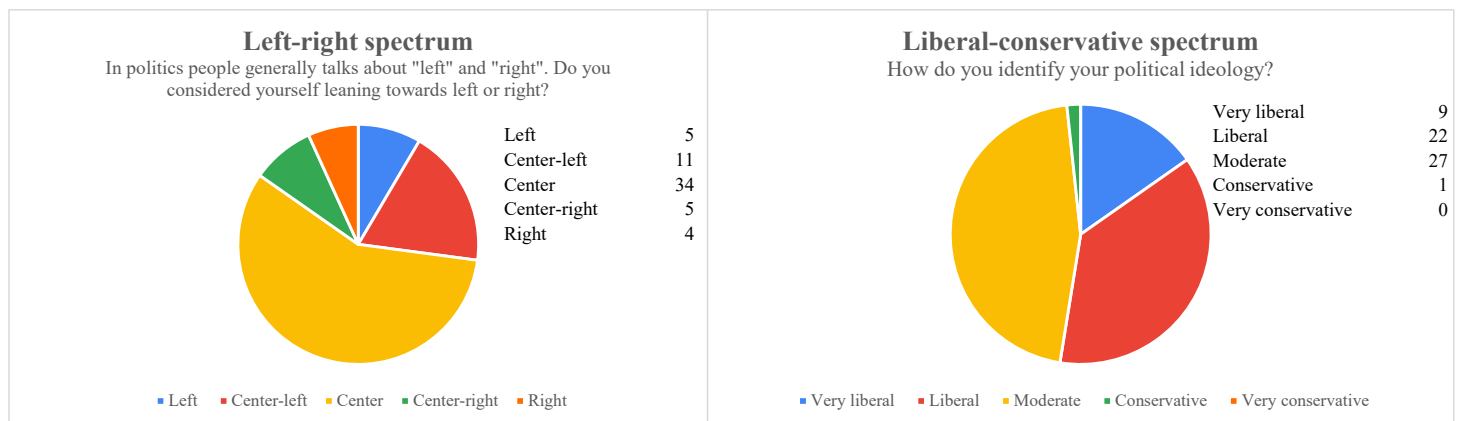 Left-right spectrum
In politics people generally talks about "left" and "right". Do you
considered yourself leaning towards left or right?
Left 5
Center-left 11
Center 34
Center-right 5
Right 4
Left Center-left Center Center-right Right
Liberal-conservative spectrum
How do you identify your political ideology?
Very liberal 9
Liberal 22
Moderate 27
Conservative 1
Very conservative 0
Very liberal Liberal Moderate Conservative Very conservative